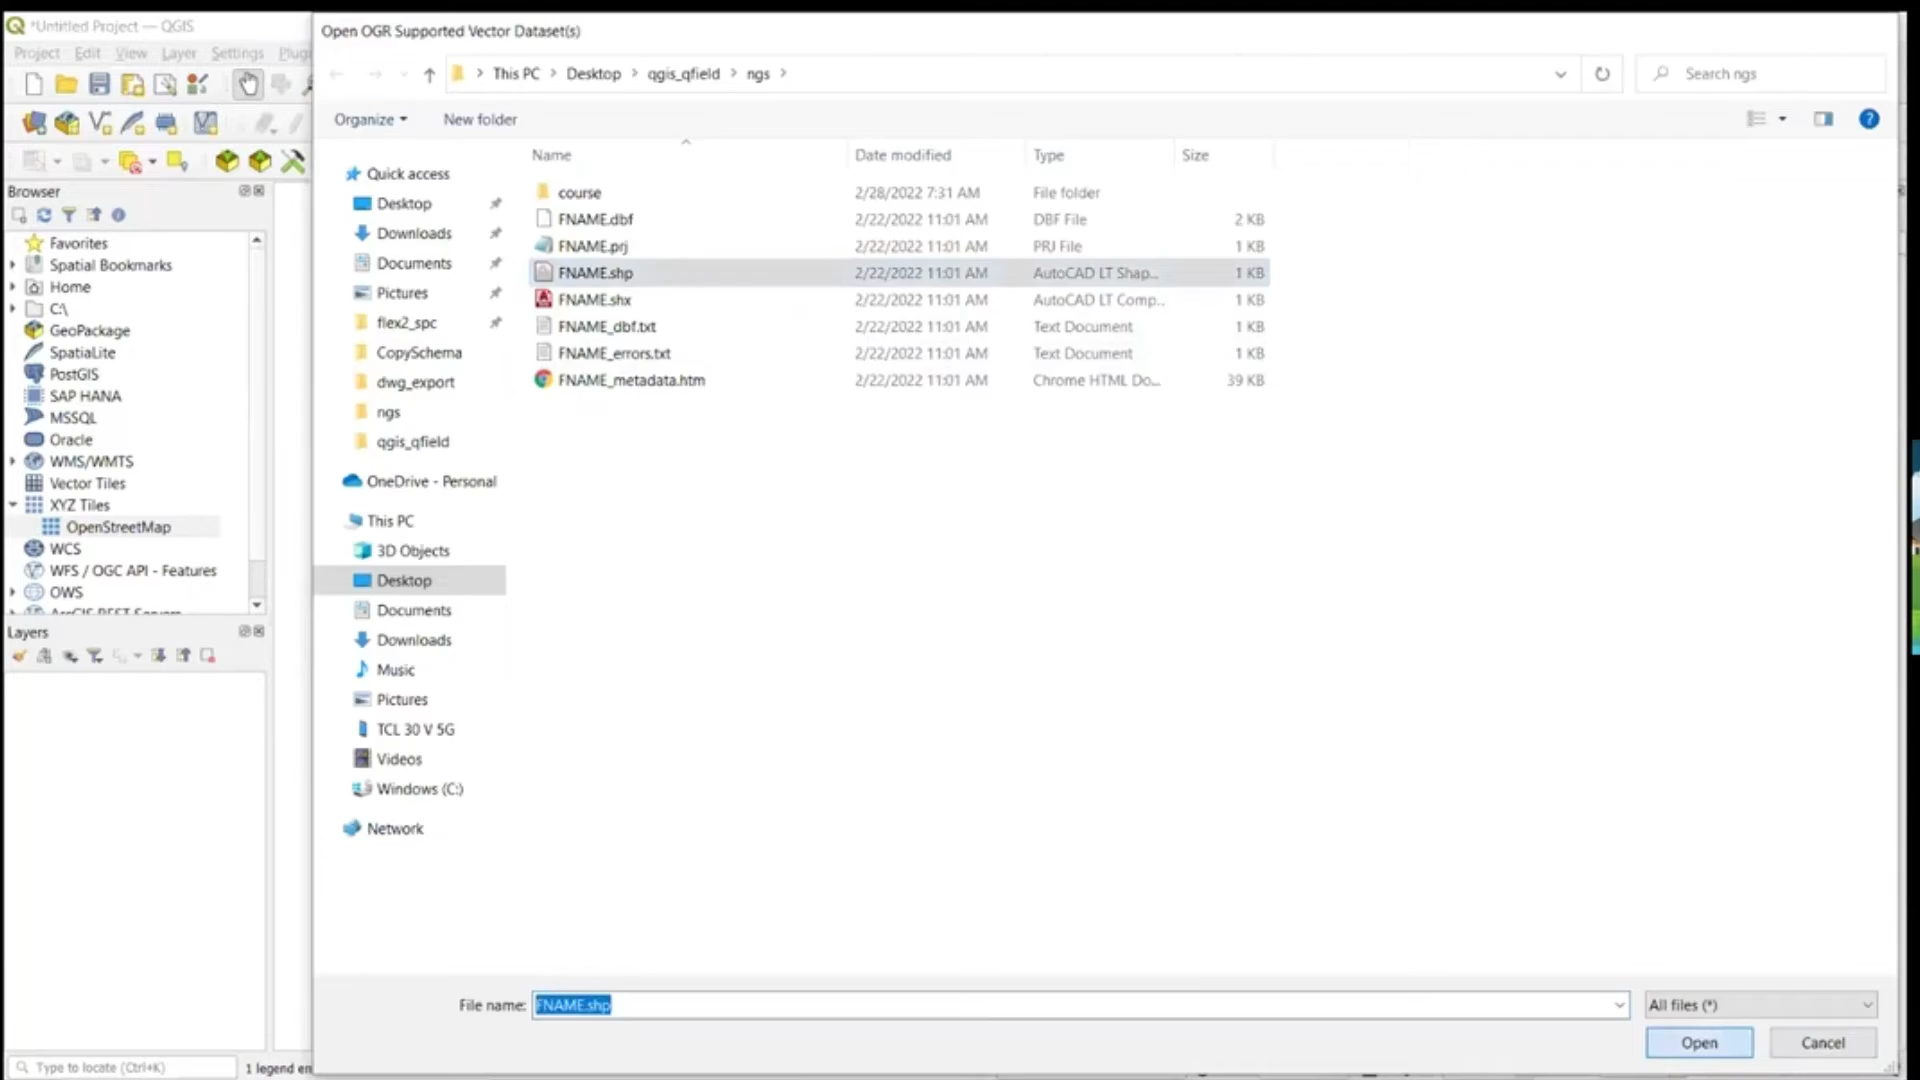 *Untitled Project — QGIS
Project Edit View Layer Settings Plug
Browser
Favorites
Spatial Bookmarks
Home
C:\
GeoPackage
SpatiaLite
PostGIS
SAP HANA
MSSQL
Oracle
WMS/WMTS
Vector Tiles
XYZ Tiles
OpenStreetMap
WCS
WFS / OGC API - Features
OWS
ArcGIS REST Servers
Layers
Type to locate (Ctrl+K)
1 legend en
Open OGR Supported Vector Dataset(s)
This PC > Desktop > qgis_qfield > ngs >
Search ngs
Organize
New folder
Quick access
Desktop
Downloads
Documents
Pictures
flex2_spc
CopySchema
dwg_export
ngs
qgis_qfield
OneDrive - Personal
This PC
3D Objects
Desktop
Documents
Downloads
Music
Pictures
TCL 30 V 5G
Videos
Windows (C:)
Network
Name Date modified Type Size
course 2/28/2022 7:31 AM File folder
FNAME.dbf 2/22/2022 11:01 AM DBF File 2 KB
FNAME.prj 2/22/2022 11:01 AM PRJ File 1 KB
FNAME.shp 2/22/2022 11:01 AM AutoCAD LT Shap... 1 KB
FNAME.shx 2/22/2022 11:01 AM AutoCAD LT Comp... 1 KB
FNAME_dbf.txt 2/22/2022 11:01 AM Text Document 1 KB
FNAME_errors.txt 2/22/2022 11:01 AM Text Document 1 KB
FNAME_metadata.htm 2/22/2022 11:01 AM Chrome HTML Do... 39 KB
File name: FNAME.shp
All files (*)
Open
Cancel